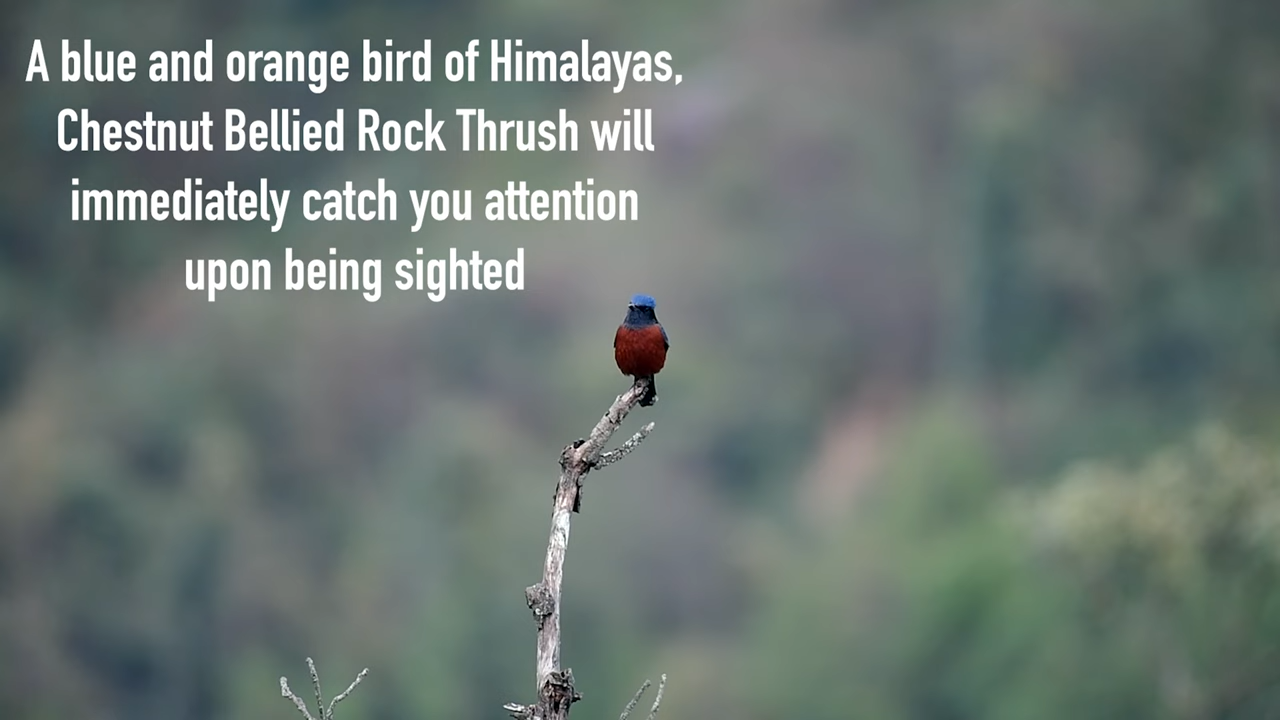 A blue and orange bird of Himalayas,
Chestnut Bellied Rock Thrush will
immediately catch you attention
upon being sighted